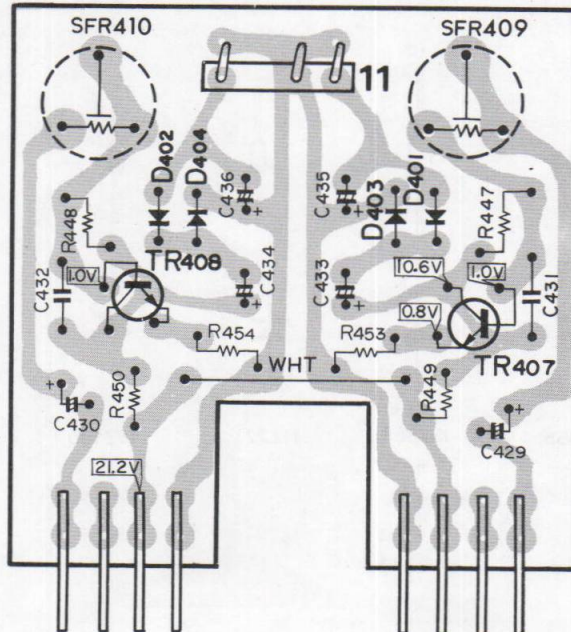 SFR410
SFR409
11
D402
D404
C436
C435
D403
D401
R447
R448
TR408
C432
1.0V
C434
C433
10.6V
1.0V
C431
0.8V
R454
R453
TR407
WHT
R450
R449
C430
C429
21.2V